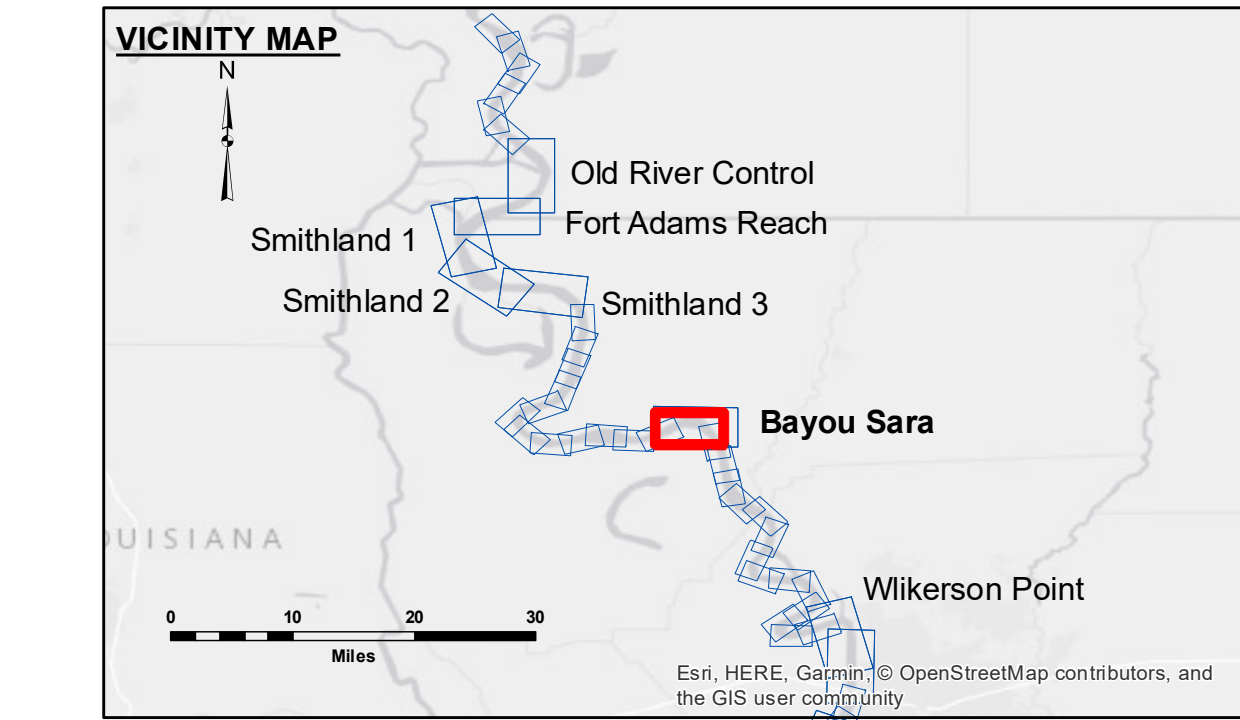 VICINITY MAP
N
Old River Control
Fort Adams Reach
Smithland 1
Smithland 2
Smithland 3
Bayou Sara
OUISIANA
Wlikerson Point
0 10 20 30
Miles
Esri, HERE, Garmin, © OpenStreetMap contributors, and
the GIS user community